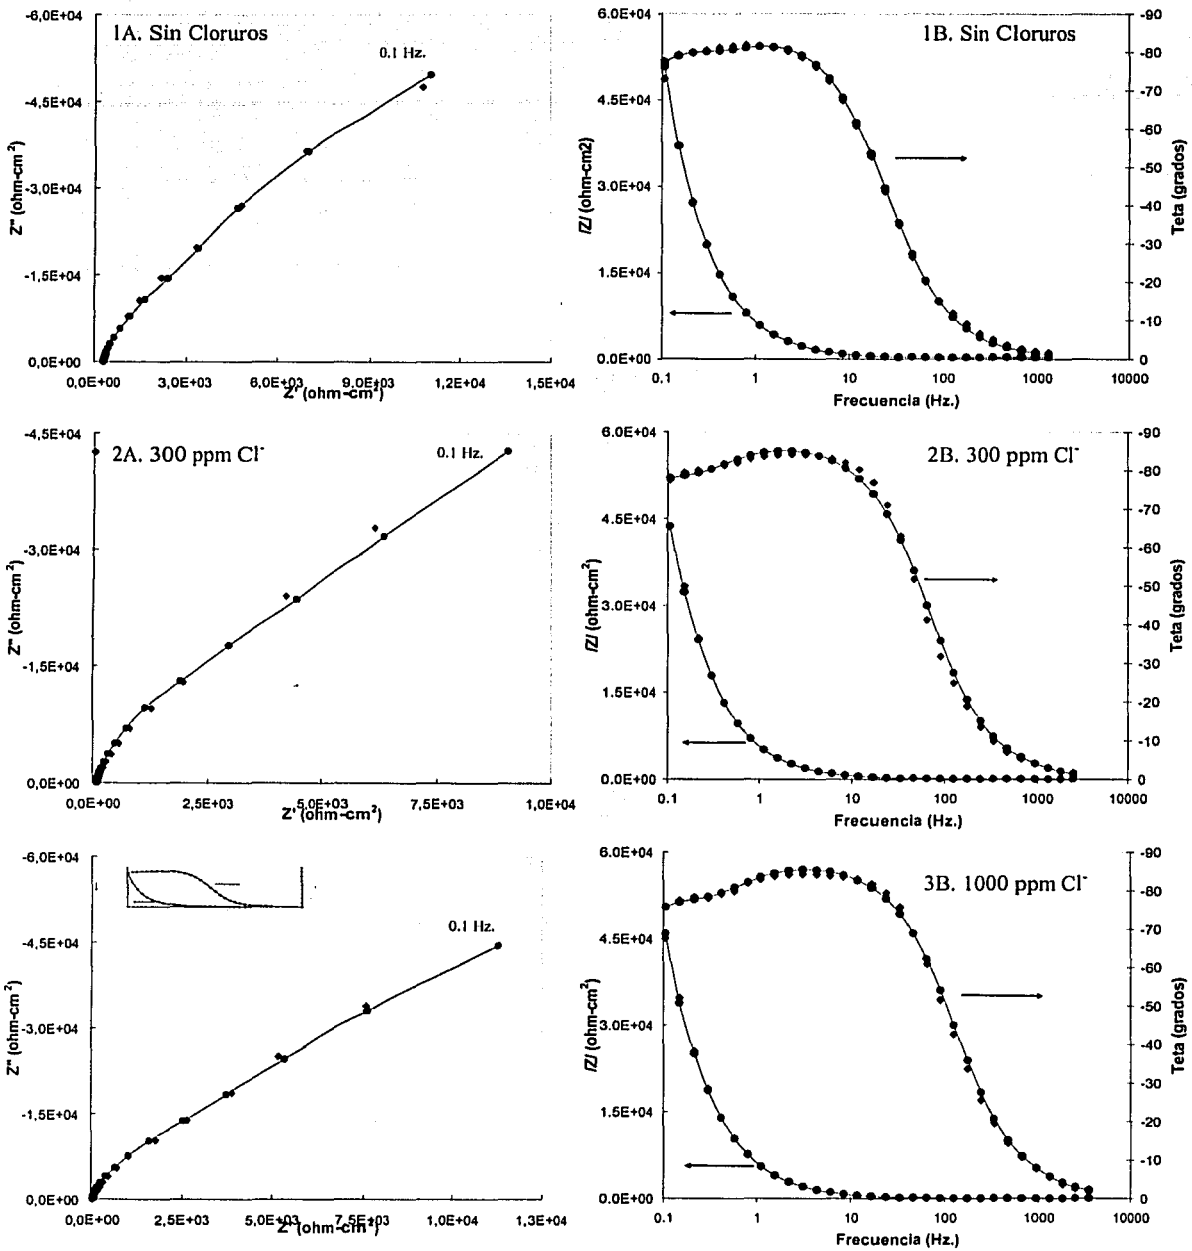 1A. Sin Cloruros
0.1 Hz.
Z" (ohm-cm²)
-6,0E+04
-4,5E+04
-3,0E+04
-1,5E+04
0,0E+00
0,0E+00 3,0E+03 6,0E+03 9,0E+03 1,2E+04 1,5E+04
Z' (ohm-cm²)
1B. Sin Cloruros
/Z/ (ohm-cm2)
6.0E+04
4.5E+04
3.0E+04
1.5E+04
0.0E+00
-90
-80
-70
-60
-50
-40
-30
-20
-10
0
Teta (grados)
0.1 1 10 100 1000 10000
Frecuencia (Hz.)
2A. 300 ppm Cl⁻
0.1 Hz.
Z" (ohm-cm²)
-4,5E+04
-3,0E+04
-1,5E+04
0,0E+00
0,0E+00 2,5E+03 5,0E+03 7,5E+03 1,0E+04
Z' (ohm-cm²)
2B. 300 ppm Cl⁻
/Z/ (ohm-cm²)
6.0E+04
4.5E+04
3.0E+04
1.5E+04
0.0E+00
-90
-80
-70
-60
-50
-40
-30
-20
-10
0
Teta (grados)
0.1 1 10 100 1000 10000
Frecuencia (Hz.)
0.1 Hz.
Z" (ohm-cm²)
-6,0E+04
-4,5E+04
-3,0E+04
-1,5E+04
0,0E+00
0,0E+00 2,5E+03 5,0E+03 7,5E+03 1,0E+04 1,3E+04
Z' (ohm-cm²)
3B. 1000 ppm Cl⁻
/Z/ (ohm-cm²)
6.0E+04
4.5E+04
3.0E+04
1.5E+04
0.0E+00
-90
-80
-70
-60
-50
-40
-30
-20
-10
0
Teta (grados)
0.1 1 10 100 1000 10000
Frecuencia (Hz.)